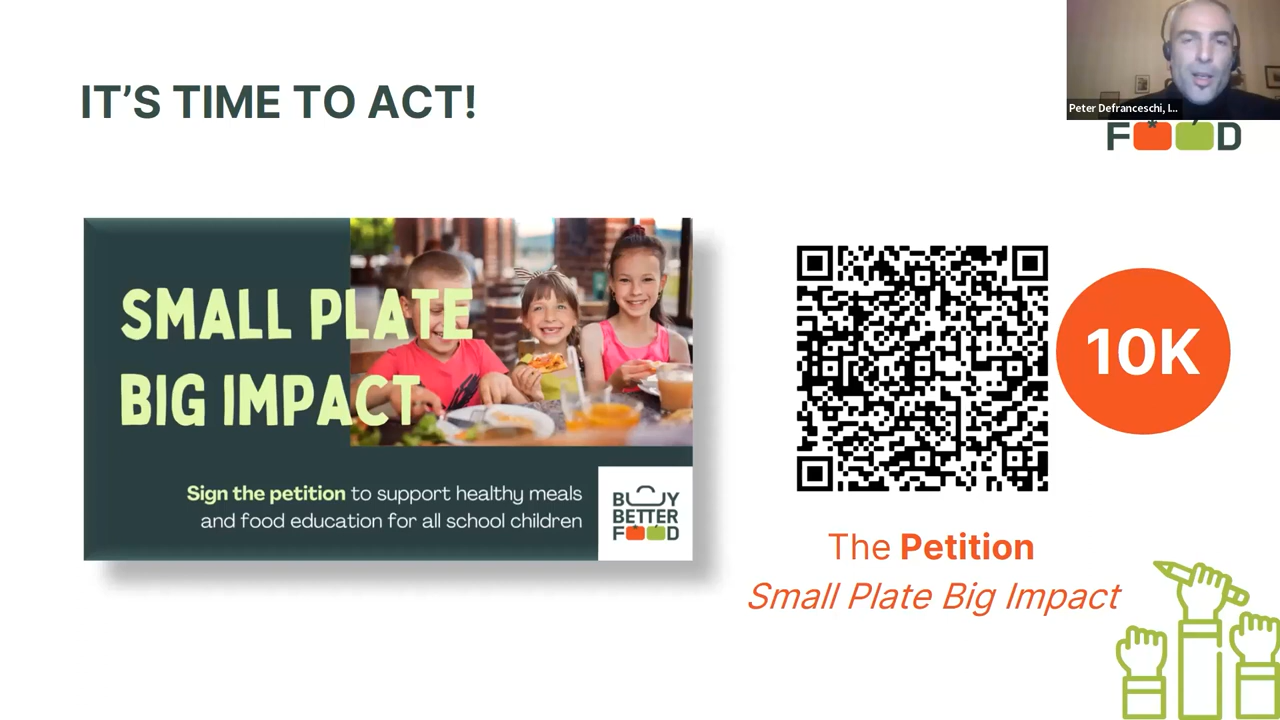 IT'S TIME TO ACT!
Peter Defranceschi, I...
FOOD
SMALL PLATE
BIG IMPACT
Sign the petition to support healthy meals
and food education for all school children
BUY
BETTER
FOOD
10K
The Petition
Small Plate Big Impact